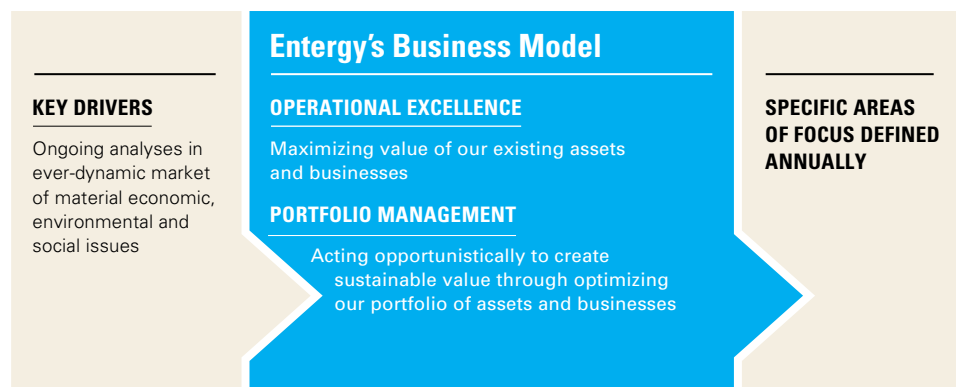 Entergy’s Business Model
KEY DRIVERS
Ongoing analyses in
ever-dynamic market
of material economic,
environmental and
social issues
OPERATIONAL EXCELLENCE
Maximizing value of our existing assets
and businesses
PORTFOLIO MANAGEMENT
Acting opportunistically to create
sustainable value through optimizing
our portfolio of assets and businesses
SPECIFIC AREAS
OF FOCUS DEFINED
ANNUALLY